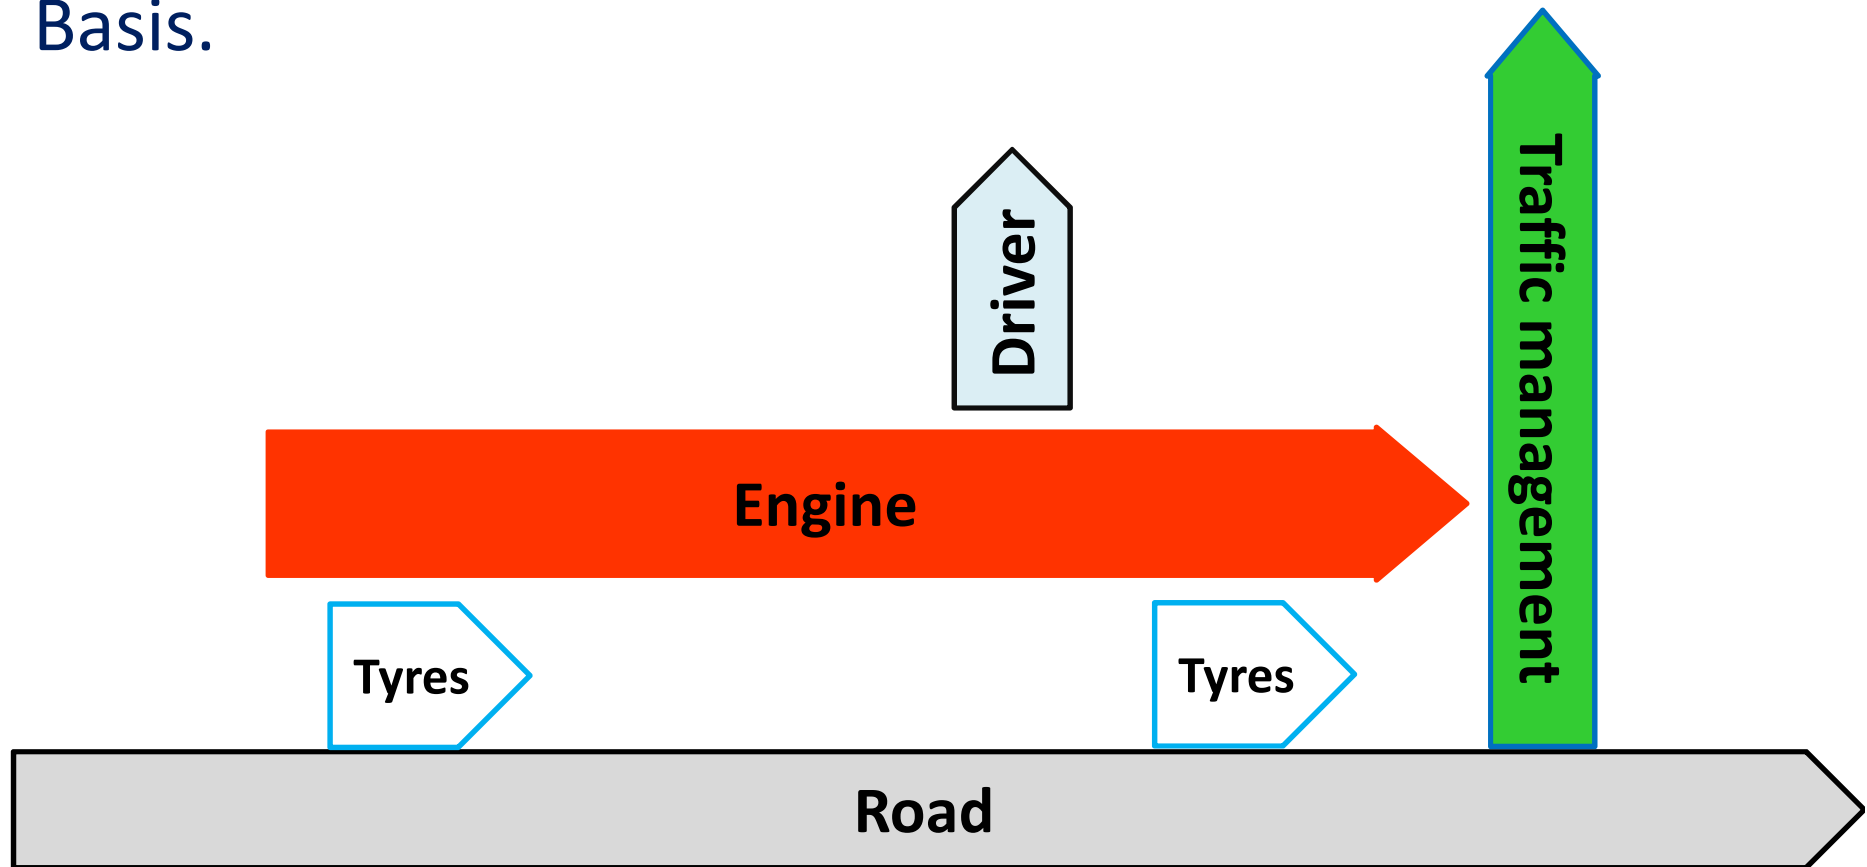 Basis.
Driver
Traffic management
Engine
Tyres
Tyres
Road